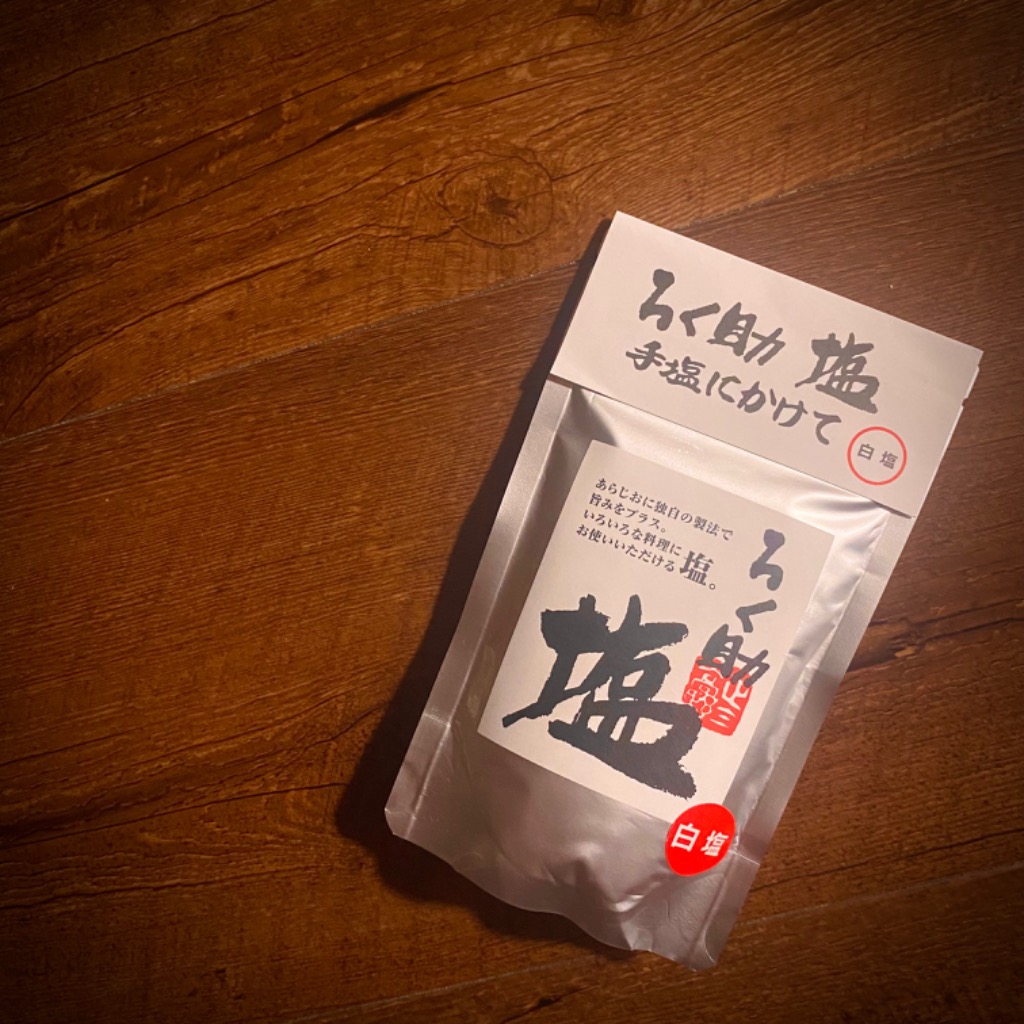 ろく助 塩
手塩にかけて
白塩
あらじおに独自の製法で
旨みをプラス。
いろいろな料理に
お使いいただける塩。
ろく助
塩
白塩